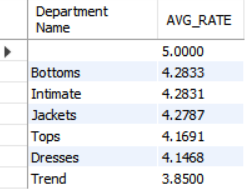 Department Name AVG_RATE
5.0000
Bottoms 4.2833
Intimate 4.2831
Jackets 4.2787
Tops 4.1691
Dresses 4.1468
Trend 3.8500